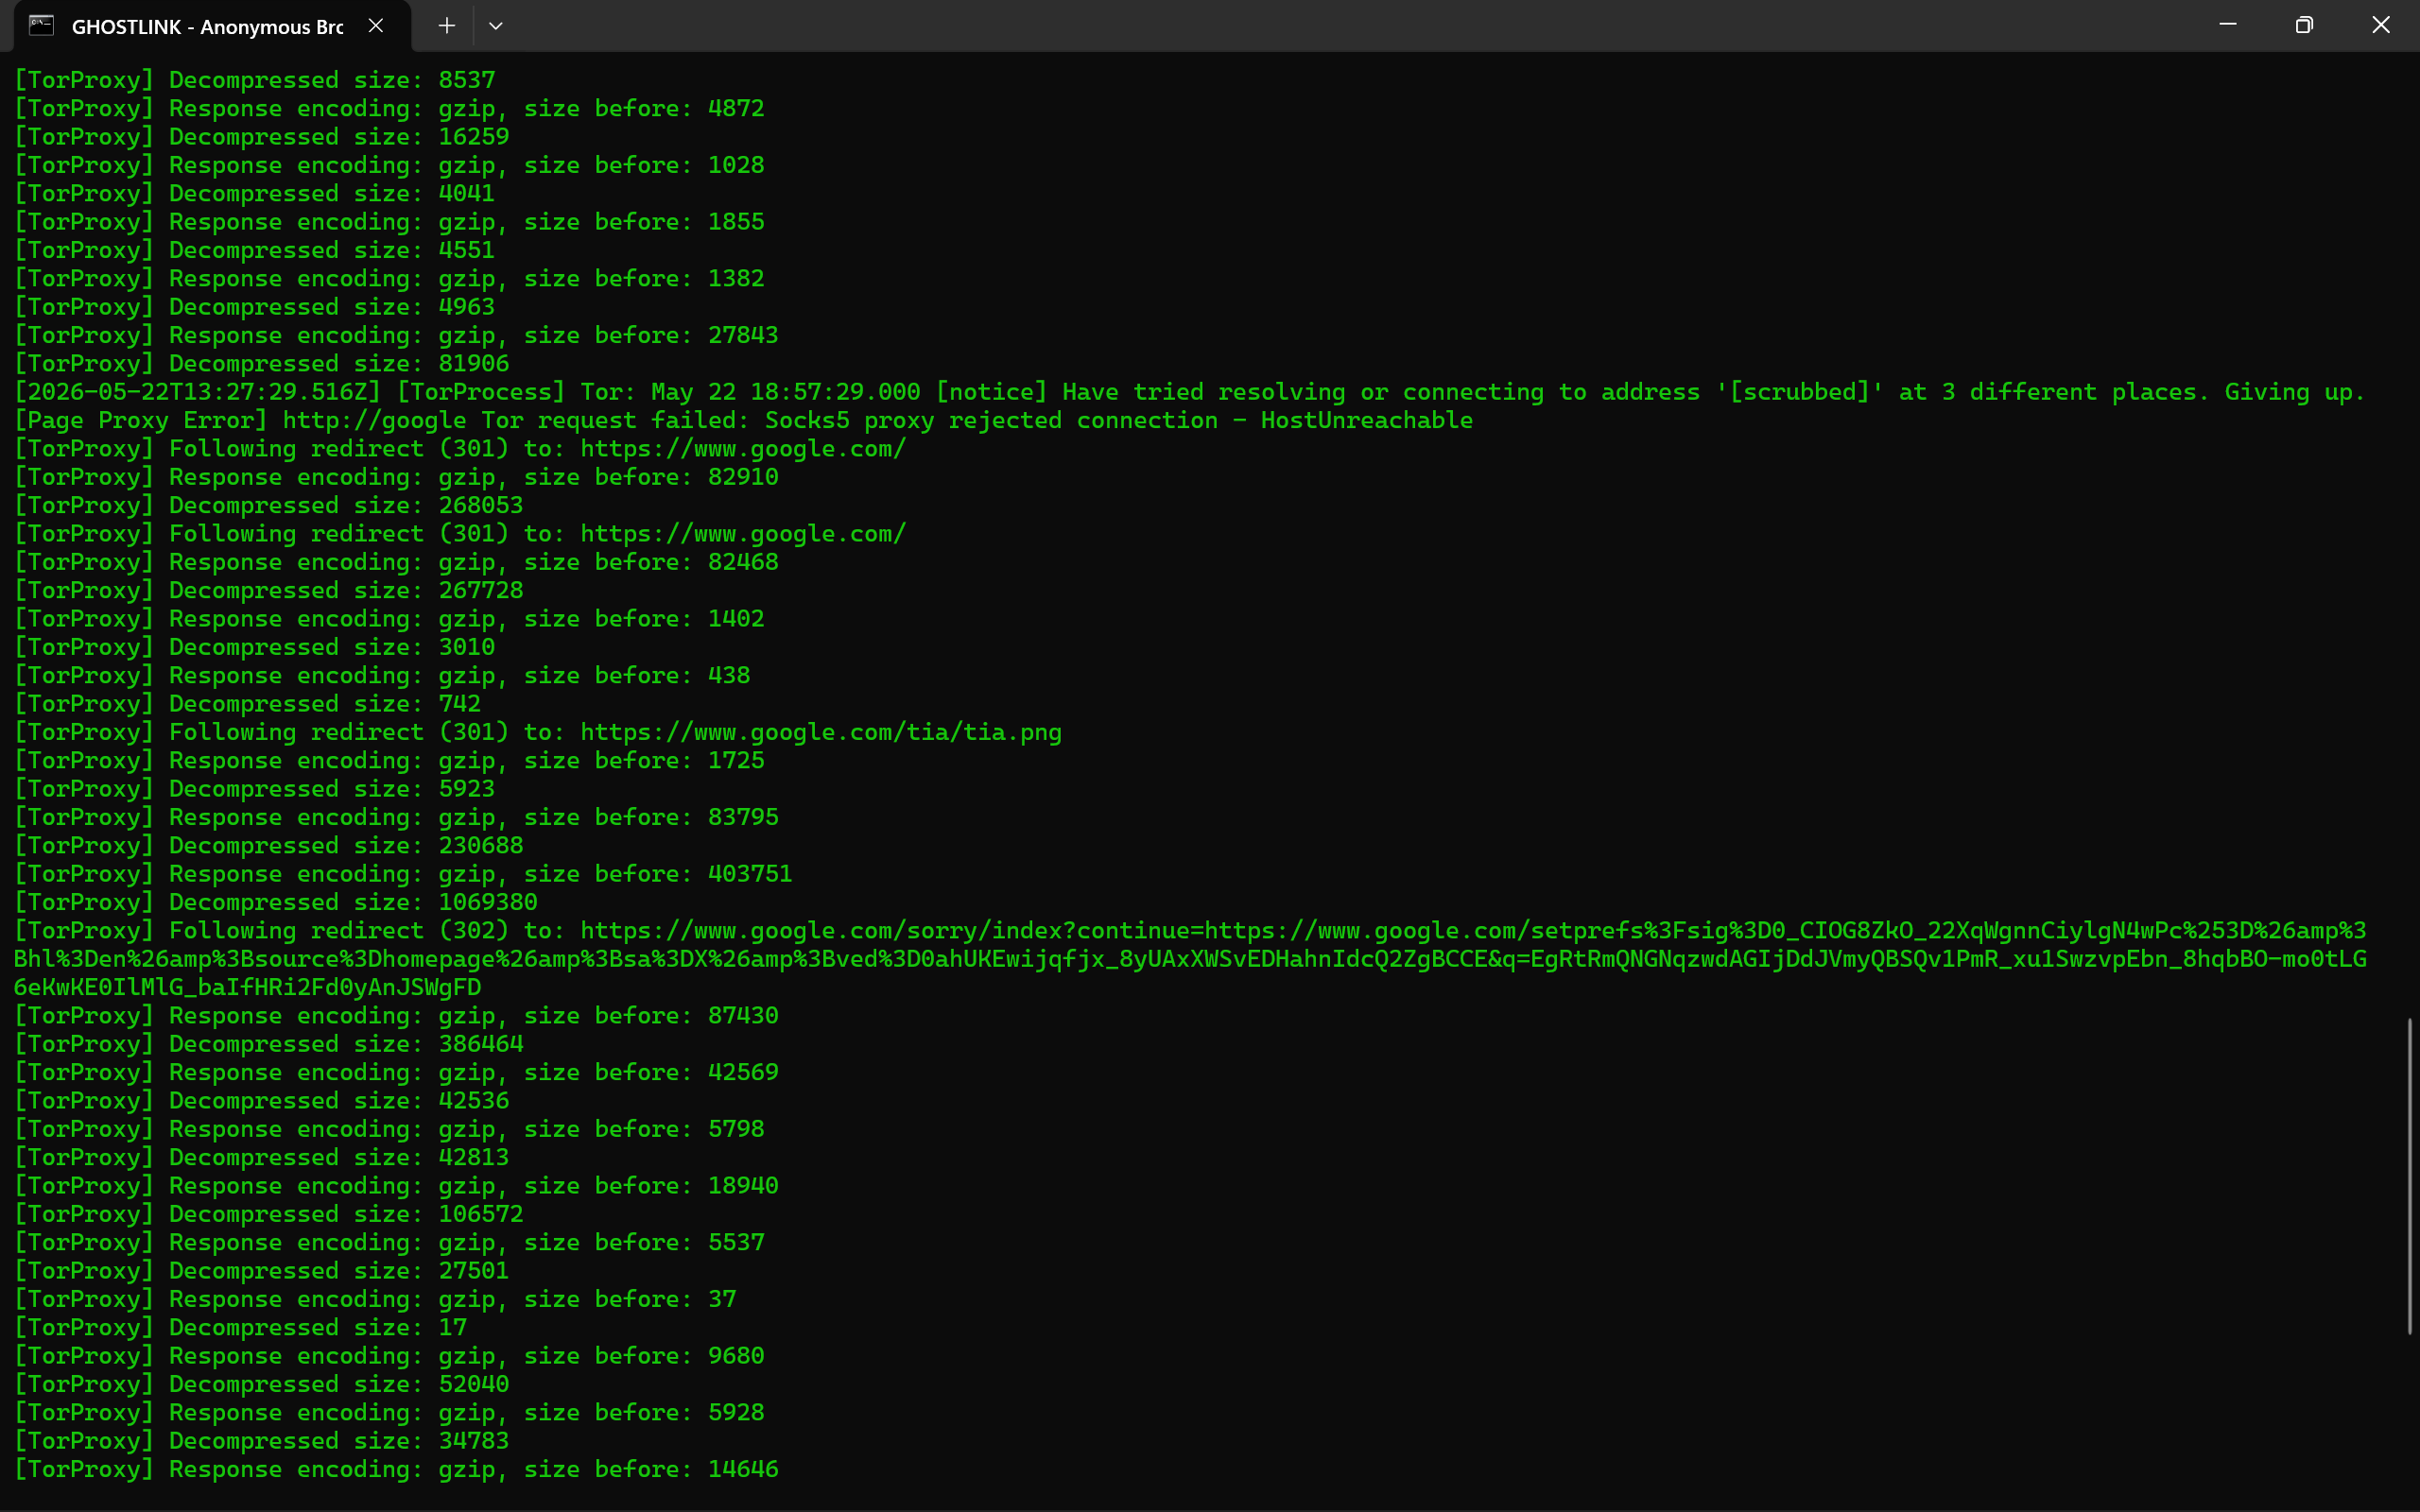 GHOSTLINK - Anonymous Brc
[TorProxy] Decompressed size: 8537
[TorProxy] Response encoding: gzip, size before: 4872
[TorProxy] Decompressed size: 16259
[TorProxy] Response encoding: gzip, size before: 1028
[TorProxy] Decompressed size: 4041
[TorProxy] Response encoding: gzip, size before: 1855
[TorProxy] Decompressed size: 4551
[TorProxy] Response encoding: gzip, size before: 1382
[TorProxy] Decompressed size: 4963
[TorProxy] Response encoding: gzip, size before: 27843
[TorProxy] Decompressed size: 81906
[2026-05-22T13:27:29.516Z] [TorProcess] Tor: May 22 18:57:29.000 [notice] Have tried resolving or connecting to address '[scrubbed]' at 3 different places. Giving up.
[Page Proxy Error] http://google Tor request failed: Socks5 proxy rejected connection - HostUnreachable
[TorProxy] Following redirect (301) to: https://www.google.com/
[TorProxy] Response encoding: gzip, size before: 82910
[TorProxy] Decompressed size: 268053
[TorProxy] Following redirect (301) to: https://www.google.com/
[TorProxy] Response encoding: gzip, size before: 82468
[TorProxy] Decompressed size: 267728
[TorProxy] Response encoding: gzip, size before: 1402
[TorProxy] Decompressed size: 3010
[TorProxy] Response encoding: gzip, size before: 438
[TorProxy] Decompressed size: 742
[TorProxy] Following redirect (301) to: https://www.google.com/tia/tia.png
[TorProxy] Response encoding: gzip, size before: 1725
[TorProxy] Decompressed size: 5923
[TorProxy] Response encoding: gzip, size before: 83795
[TorProxy] Decompressed size: 230688
[TorProxy] Response encoding: gzip, size before: 403751
[TorProxy] Decompressed size: 1069380
[TorProxy] Following redirect (302) to: https://www.google.com/sorry/index?continue=https://www.google.com/setprefs%3Fsig%3D0_CIOG8ZkO_22XqWgnnCiylgN4wPc%253D%26amp%3
Bhl%3Den%26amp%3Bsource%3Dhomepage%26amp%3Bsa%3DX%26amp%3Bved%3D0ahUKEwijqfjx_8yUAxXWSvEDHahnIdcQ2ZgBCCE&q=EgRtRmQNGNqzwdAGIjDdJVmyQBSQv1PmR_xu1SwzvpEbn_8hqbBO-mo0tLG
6eKwKE0IlMlG_baIfHRi2Fd0yAnJSWgFD
[TorProxy] Response encoding: gzip, size before: 87430
[TorProxy] Decompressed size: 386464
[TorProxy] Response encoding: gzip, size before: 42569
[TorProxy] Decompressed size: 42536
[TorProxy] Response encoding: gzip, size before: 5798
[TorProxy] Decompressed size: 42813
[TorProxy] Response encoding: gzip, size before: 18940
[TorProxy] Decompressed size: 106572
[TorProxy] Response encoding: gzip, size before: 5537
[TorProxy] Decompressed size: 27501
[TorProxy] Response encoding: gzip, size before: 37
[TorProxy] Decompressed size: 17
[TorProxy] Response encoding: gzip, size before: 9680
[TorProxy] Decompressed size: 52040
[TorProxy] Response encoding: gzip, size before: 5928
[TorProxy] Decompressed size: 34783
[TorProxy] Response encoding: gzip, size before: 14646